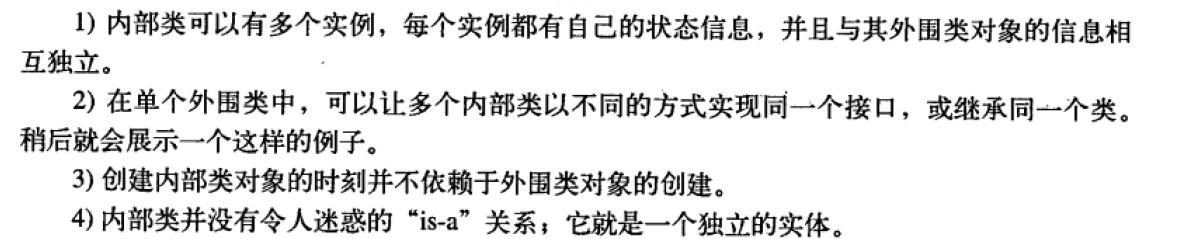 1) 内部类可以有多个实例，每个实例都有自己的状态信息，并且与其外围类对象的信息相
互独立。
2) 在单个外围类中，可以让多个内部类以不同的方式实现同一个接口，或继承同一个类。
稍后就会展示一个这样的例子。
3) 创建内部类对象的时刻并不依赖于外围类对象的创建。
4) 内部类并没有令人迷惑的“is-a”关系；它就是一个独立的实体。